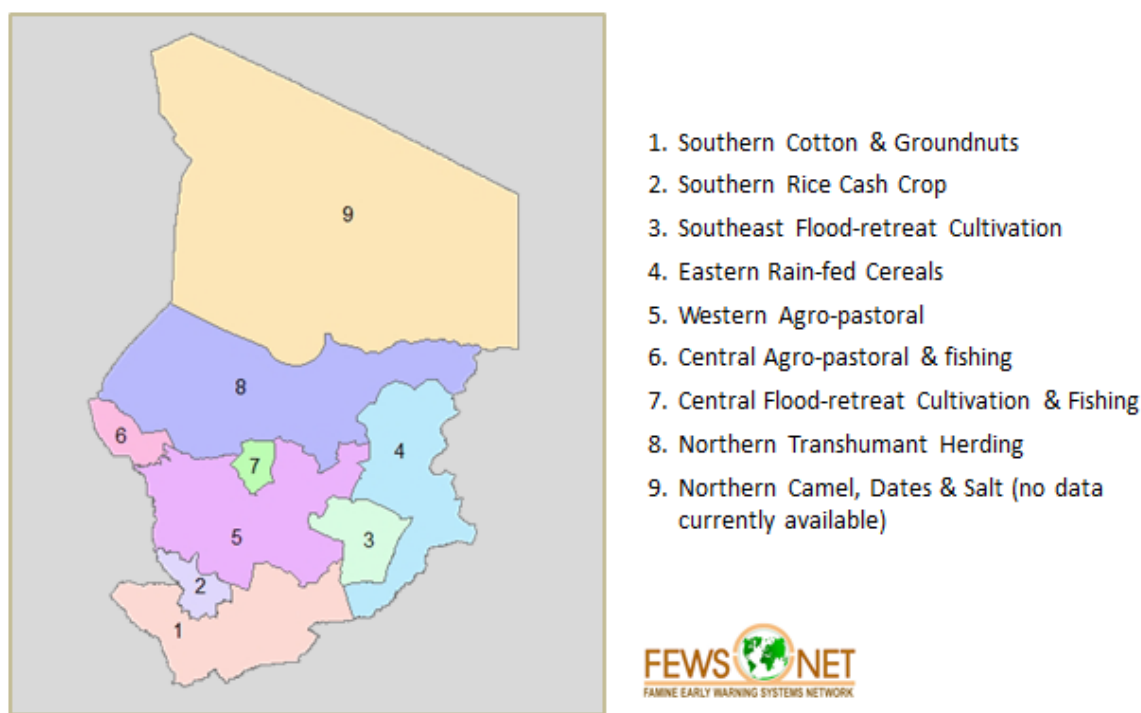 9
8
6
7
4
5
3
2
1
1. Southern Cotton & Groundnuts
2. Southern Rice Cash Crop
3. Southeast Flood-retreat Cultivation
4. Eastern Rain-fed Cereals
5. Western Agro-pastoral
6. Central Agro-pastoral & fishing
7. Central Flood-retreat Cultivation & Fishing
8. Northern Transhumant Herding
9. Northern Camel, Dates & Salt (no data
currently available)
FEWS NET
FAMINE EARLY WARNING SYSTEMS NETWORK